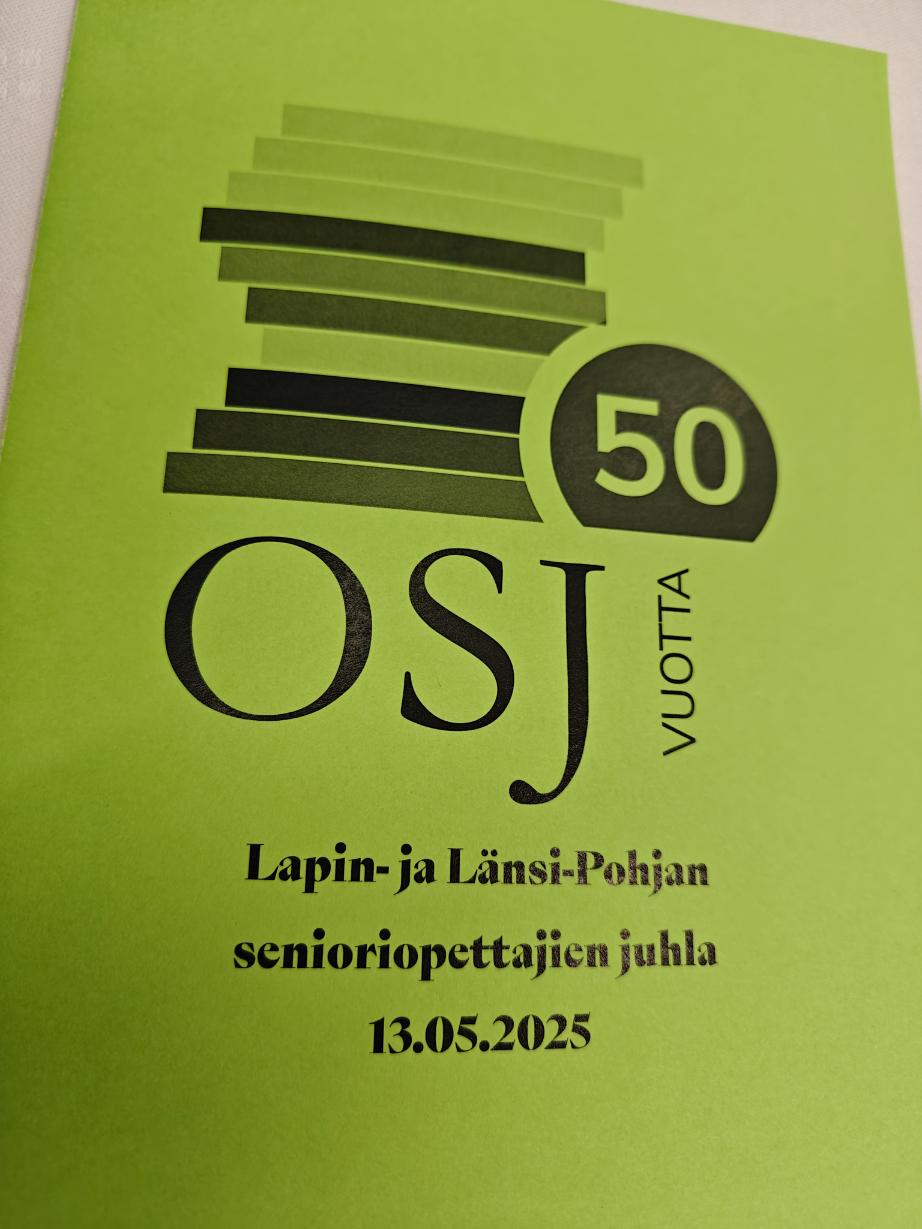 50
OSJ
VUOTTA
Lapin- ja Länsi-Pohjan
senioriopettajien juhla
13.05.2025